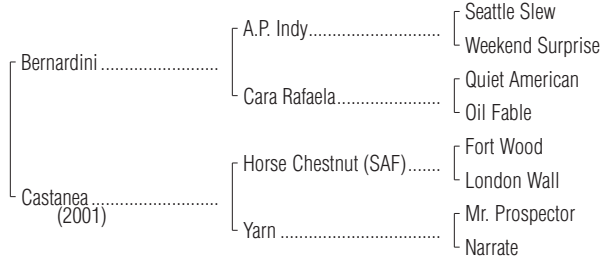 Seattle Slew
A.P. Indy..............................
Weekend Surprise
Bernardini ...........................
Quiet American
Cara Rafaela........................
Oil Fable
Fort Wood
Horse Chestnut (SAF).......
London Wall
Castanea.............................
(2001)
Mr. Prospector
Yarn .....................................
Narrate